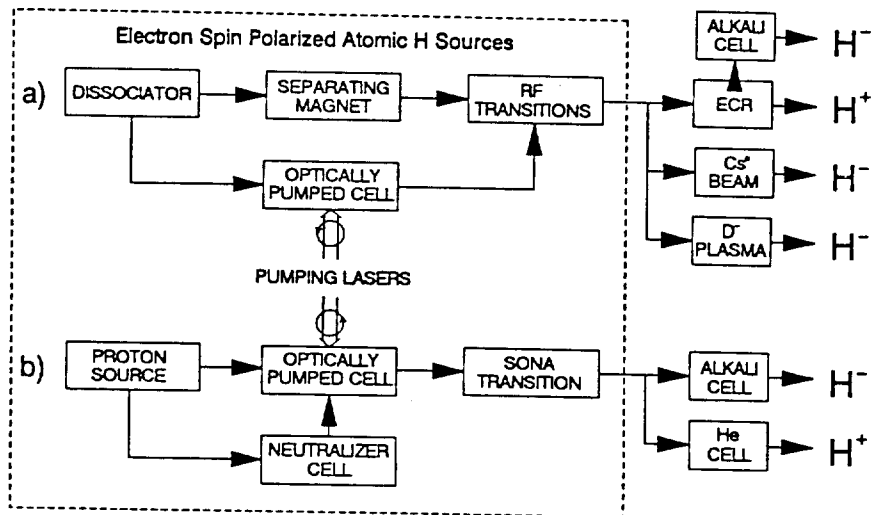 Electron Spin Polarized Atomic H Sources
a)
DISSOCIATOR
SEPARATING
MAGNET
RF
TRANSITIONS
ALKALI
CELL
H⁻
ECR
H⁺
OPTICALLY
PUMPED CELL
Cs°
BEAM
H⁻
D⁻
PLASMA
H⁻
PUMPING LASERS
b)
PROTON
SOURCE
OPTICALLY
PUMPED CELL
SONA
TRANSITION
ALKALI
CELL
H⁻
NEUTRALIZER
CELL
He
CELL
H⁺